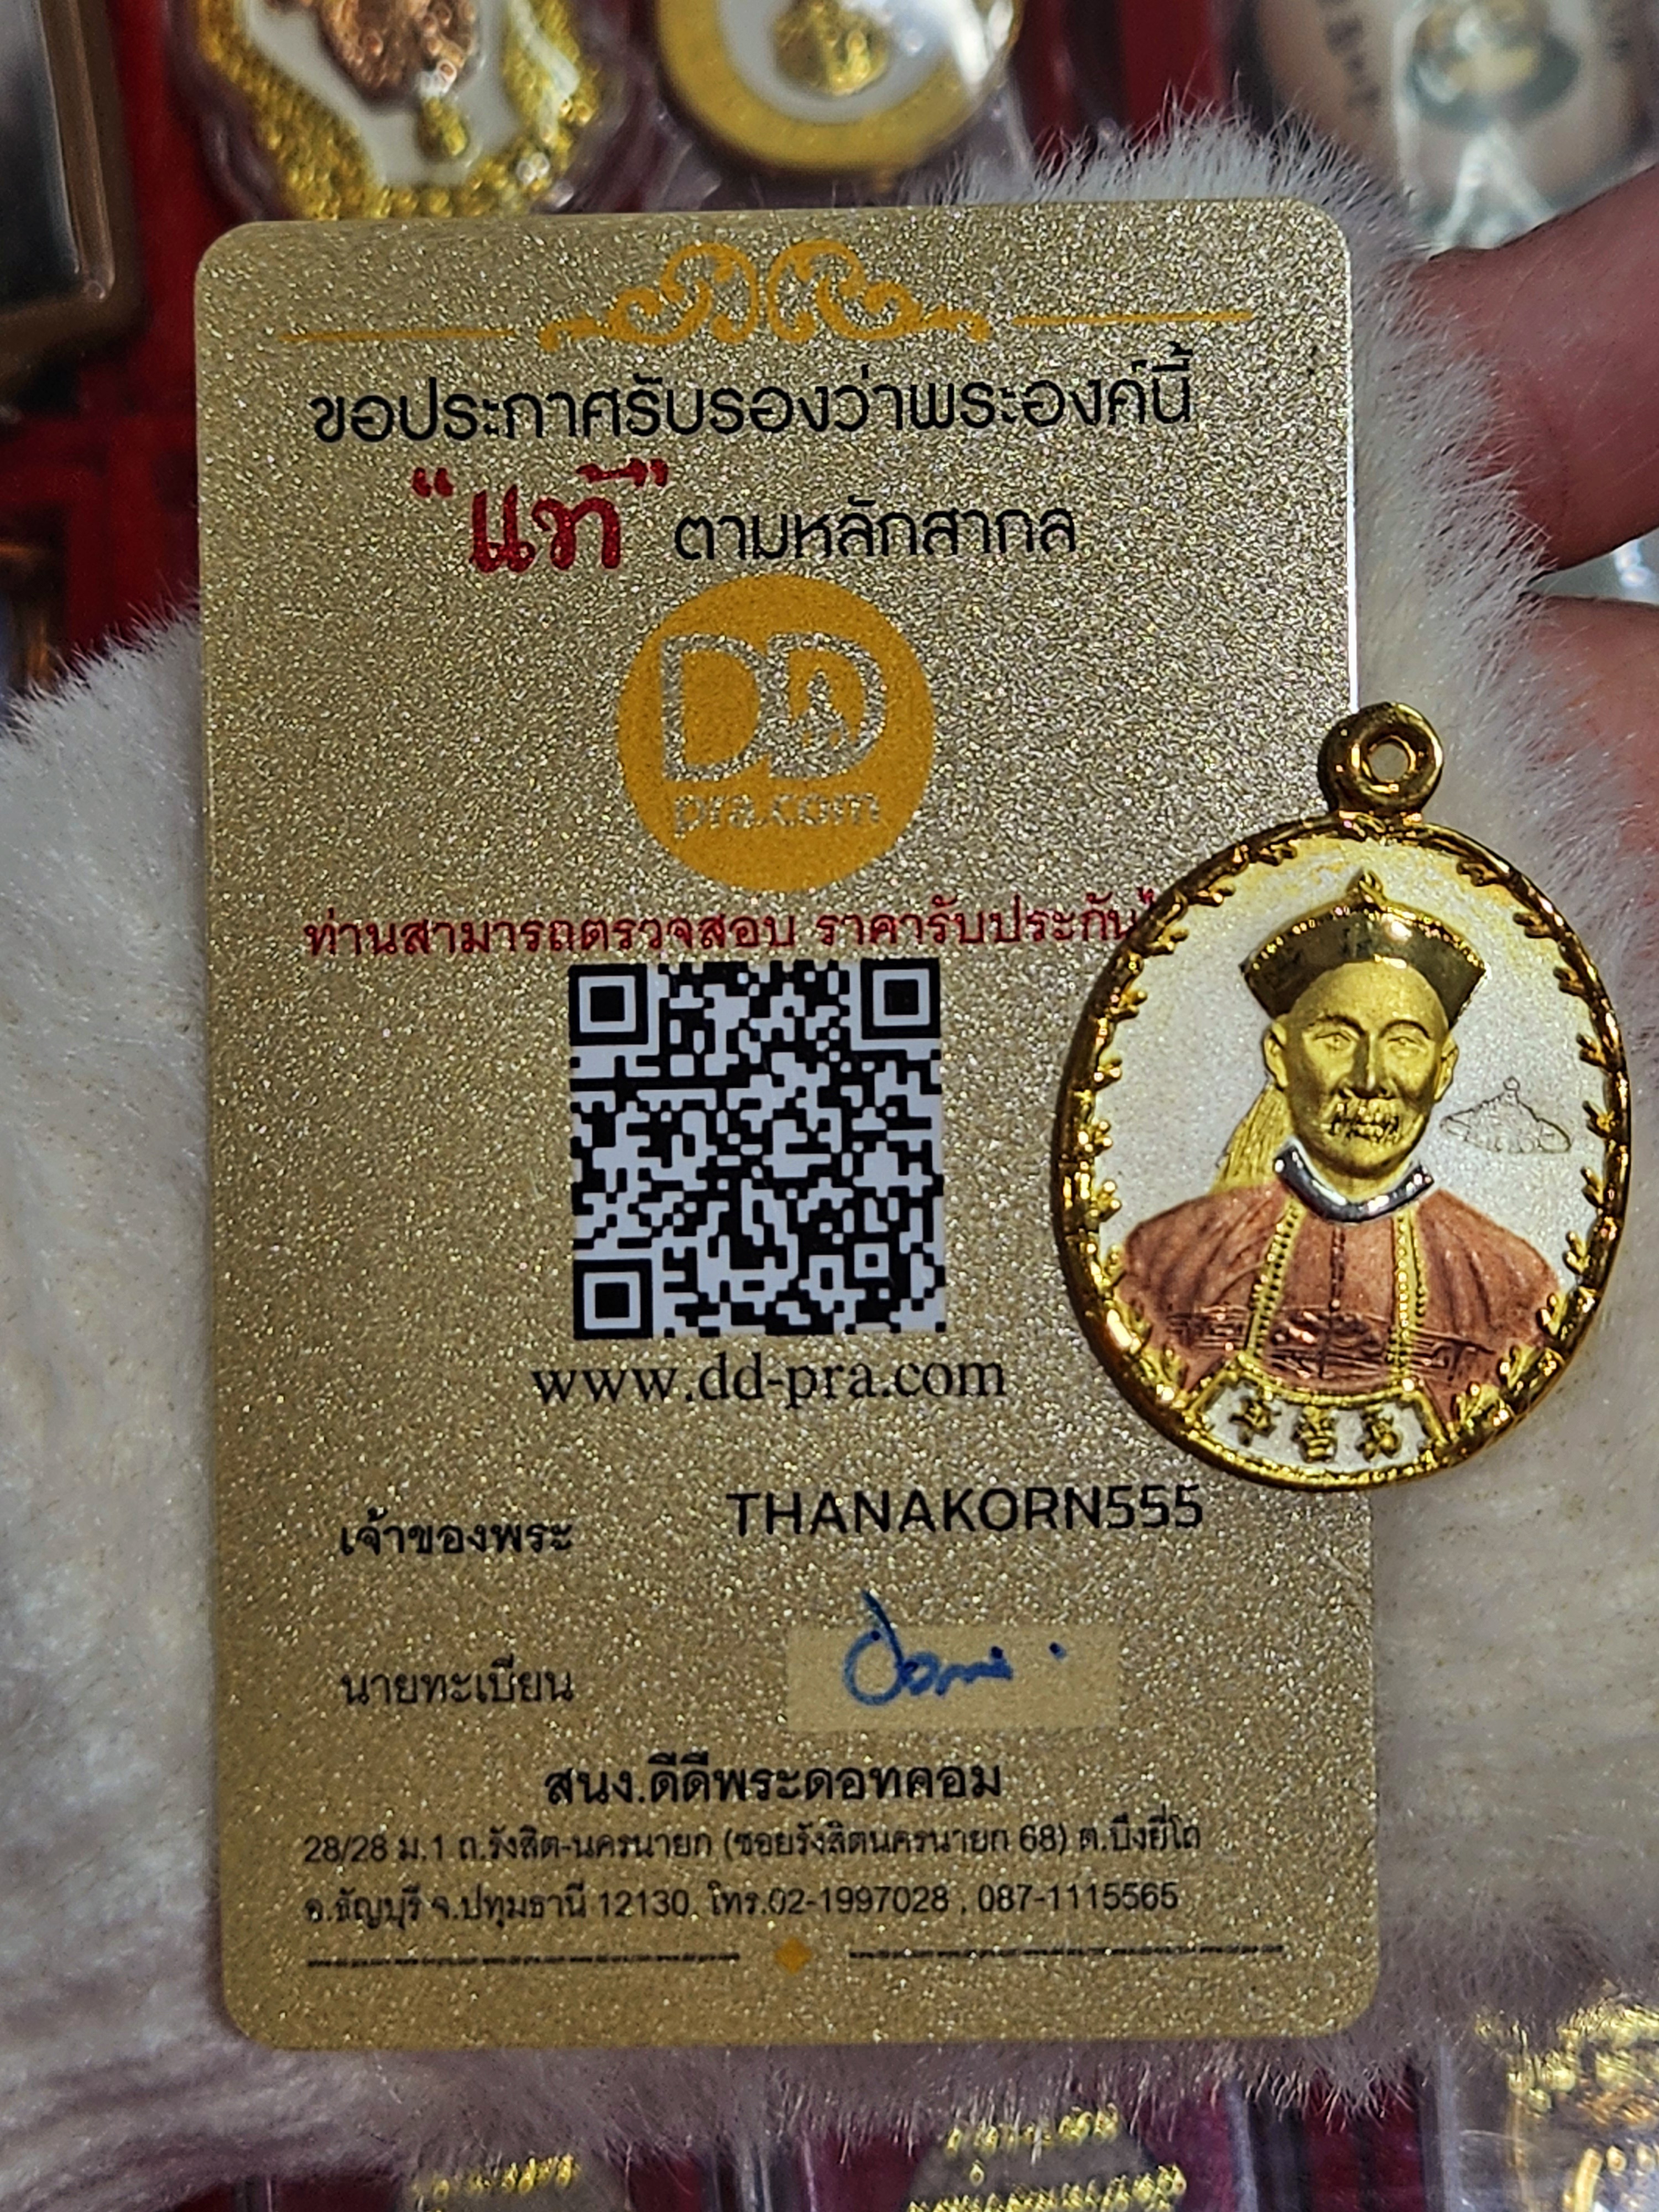 ขอประกาศรับรองว่าพระองค์นี้
"แท้" ตามหลักสากล
DD
pra.com
ท่านสามารถตรวจสอบ ราคารับประกัน
www.dd-pra.com
เจ้าของพระ THANAKORN555
นายทะเบียน
สนง.ดีดีพระดอทคอม
28/28 ม.1 ถ.รังสิต-นครนายก (ซอยรังสิตนครนายก 68) ต.บึงยี่โถ
อ.ธัญบุรี จ.ปทุมธานี 12130. โทร.02-1997028 , 087-1115565